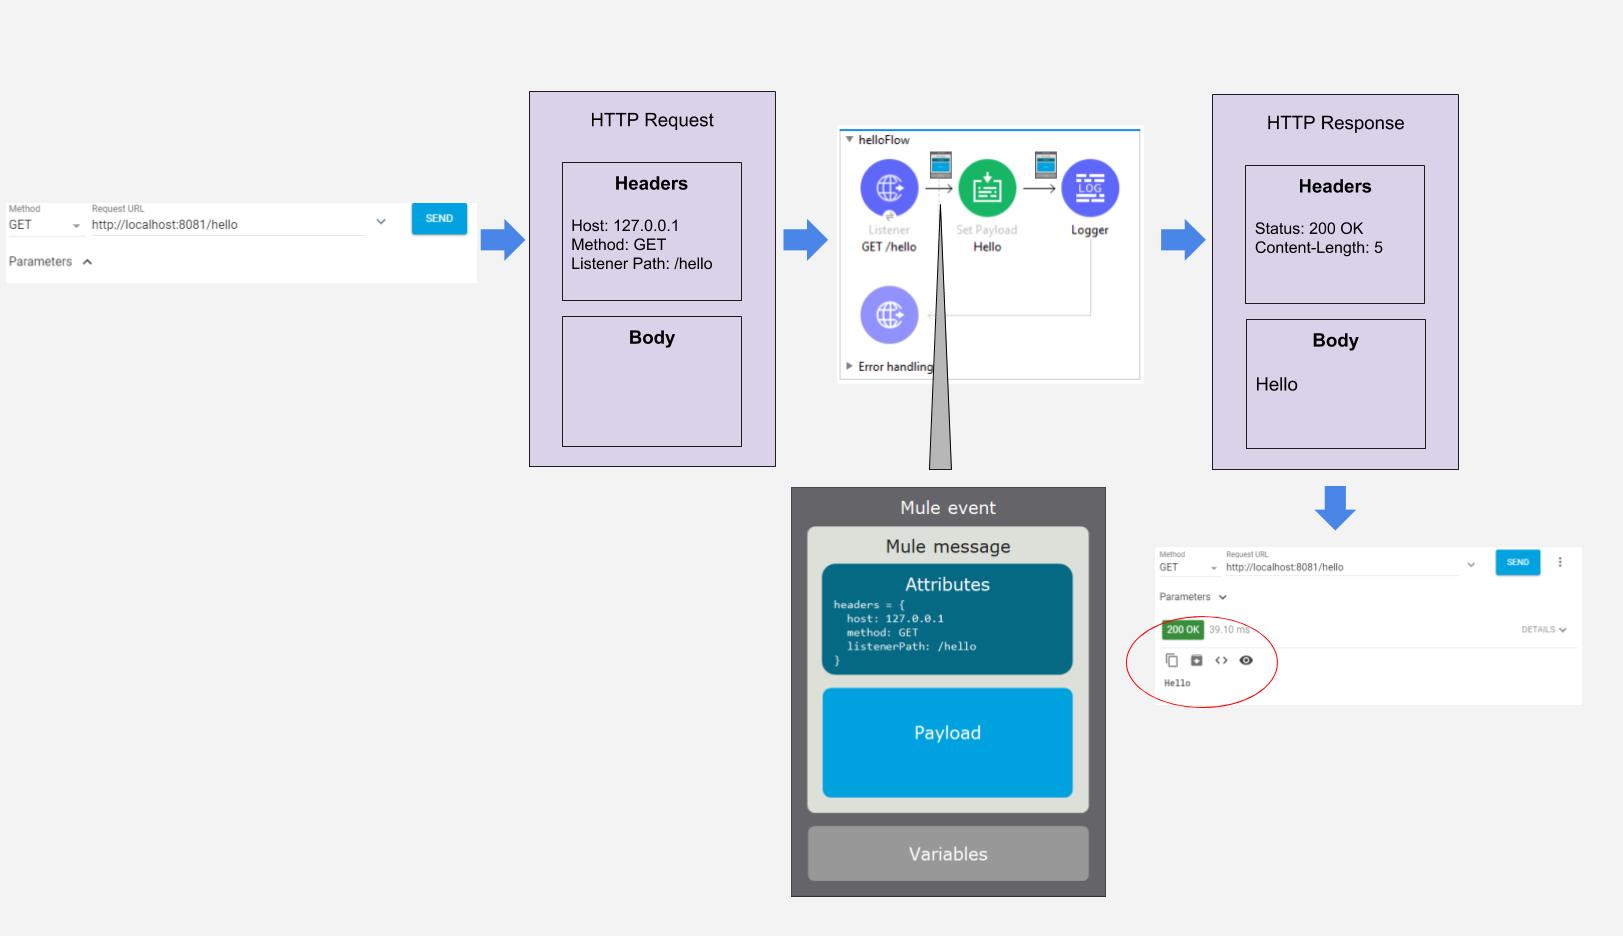 Method
Request URL
GET
http://localhost:8081/hello
SEND
Parameters
HTTP Request
Headers
Host: 127.0.0.1
Method: GET
Listener Path: /hello
Body
helloFlow
LOG
Listener
Set Payload
Logger
GET /hello
Hello
Error handling
HTTP Response
Headers
Status: 200 OK
Content-Length: 5
Body
Hello
Mule event
Mule message
Attributes
headers = {
host: 127.0.0.1
method: GET
listenerPath: /hello
}
Payload
Variables
Method
Request URL
GET
http://localhost:8081/hello
SEND
Parameters
200 OK
39.10 ms
DETAILS
Hello